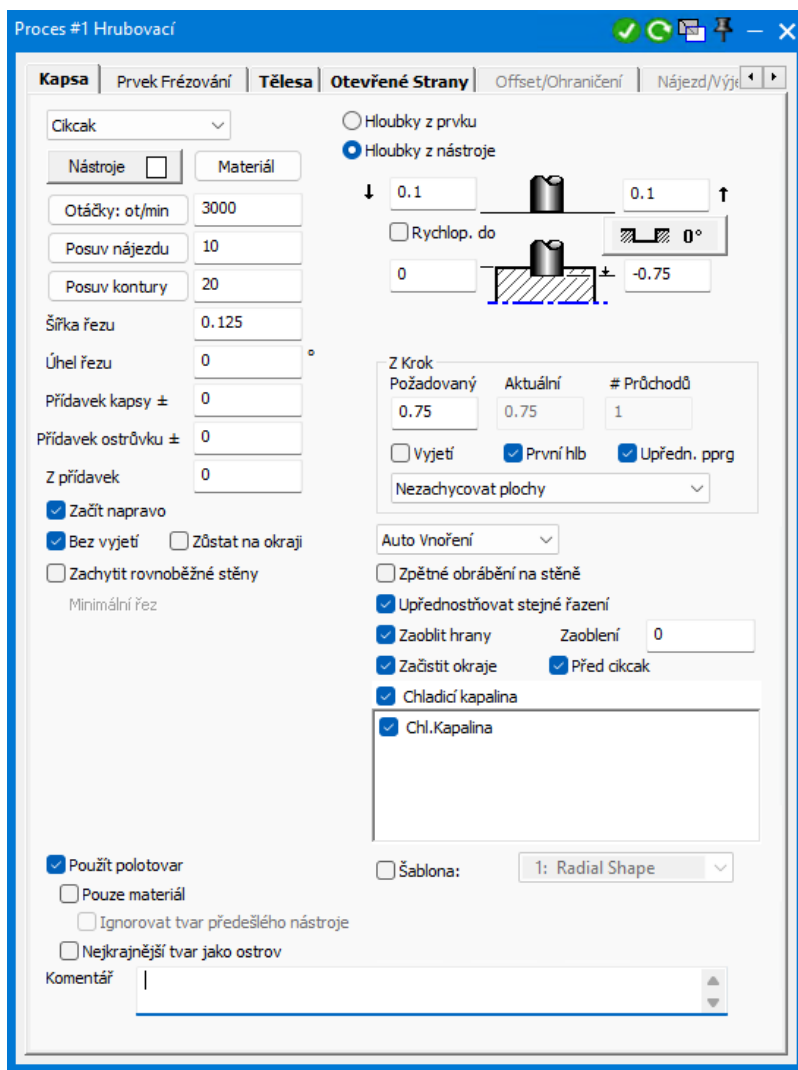 Proces #1 Hrubovací
Kapsa
Prvek Frézování
Tělesa
Otevřené Strany
Offset/Ohraničení
Nájezd/Výje
Cikcak
Nástroje
Materiál
Otáčky: ot/min
3000
Posuv nájezdu
10
Posuv kontury
20
Šířka řezu
0.125
Úhel řezu
0
°
Přídavek kapsy ±
0
Přídavek ostrůvku ±
0
Z přídavek
0
Začít napravo
Bez vyjetí
Zůstat na okraji
Zachytit rovnoběžné stěny
Minimální řez
Hloubky z prvku
Hloubky z nástroje
0.1
0.1
Rychlop. do
0°
0
-0.75
Z Krok
Požadovaný
Aktuální
# Průchodů
0.75
0.75
1
Vyjetí
První hlb
Upředn. pprg
Nezachycovat plochy
Auto Vnoření
Zpětné obrábění na stěně
Upřednostňovat stejné řazení
Zaoblit hrany
Zaoblení
0
Začistit okraje
Před cikcak
Chladicí kapalina
Chl.Kapalina
Použít polotovar
Pouze materiál
Ignorovat tvar předešlého nástroje
Nejkrajnější tvar jako ostrov
Šablona:
1: Radial Shape
Komentář